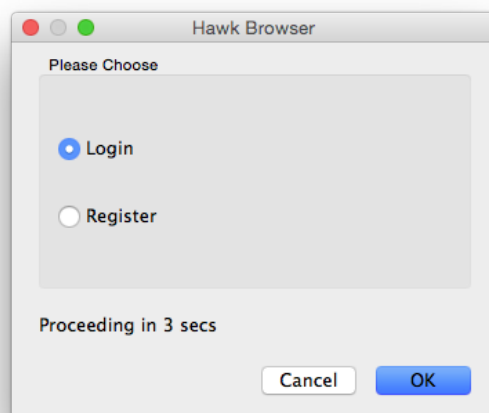 Hawk Browser
Please Choose
Login
Register
Proceeding in 3 secs
Cancel OK